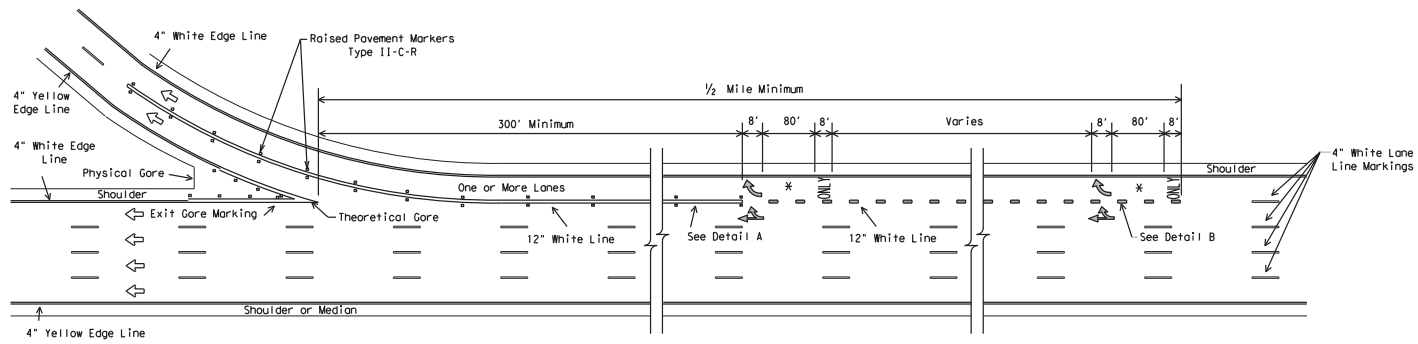 4" White Edge Line
Raised Pavement Markers
Type II-C-R
4" Yellow
Edge Line
½ Mile Minimum
300' Minimum
8'
80'
8'
Varies
8'
80'
8'
4" White Edge
Line
Physical Gore
4" White Lane
Line Markings
Shoulder
Shoulder
One or More Lanes
*
ONLY
*
ONLY
Exit Gore Marking
Theoretical Gore
12" White Line
See Detail A
12" White Line
See Detail B
Shoulder or Median
4" Yellow Edge Line